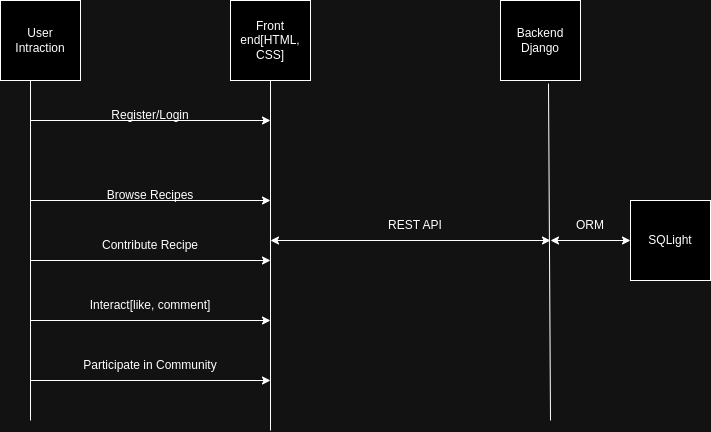 User
Intraction
Front
end[HTML,
CSS]
Backend
Django
Register/Login
Browse Recipes
REST API
ORM
SQLight
Contribute Recipe
Interact[like, comment]
Participate in Community